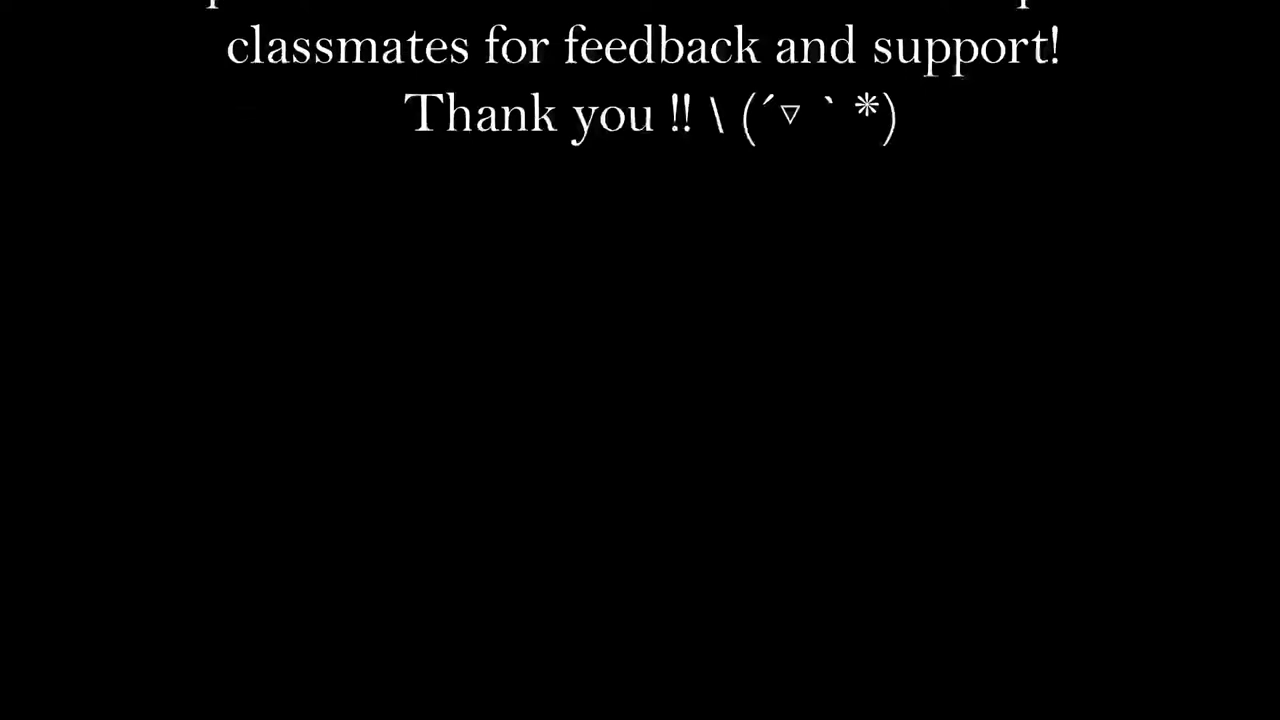 classmates for feedback and support!
Thank you !! \ (´▿ ` *)